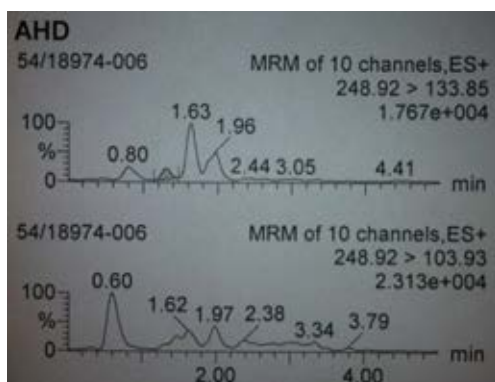 AHD
54/18974-006
MRM of 10 channels,ES+
248.92 > 133.85
1.767e+004
100
%
0
0.80
1.63
1.96
2.44 3.05
4.41
min
54/18974-006
MRM of 10 channels,ES+
248.92 > 103.93
2.313e+004
100
%
0
0.60
1.62
1.97
2.38
3.34
3.79
min
2.00
4.00